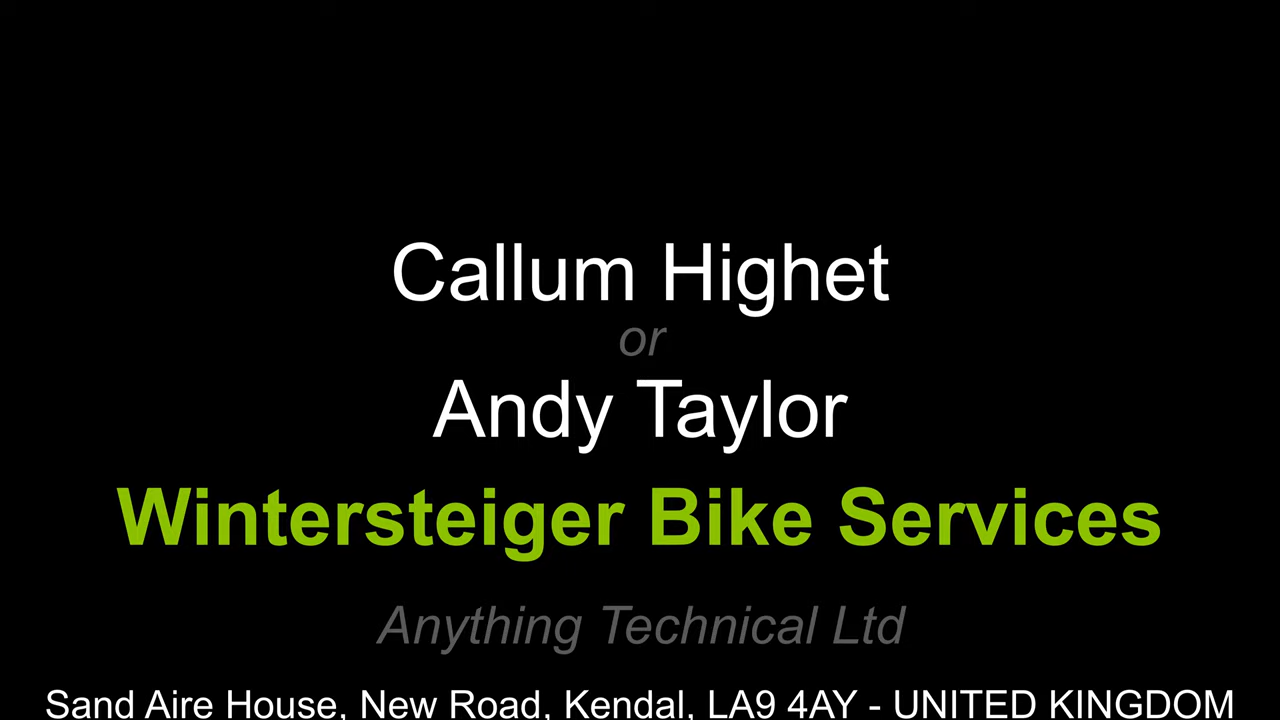 Callum Highet
or
Andy Taylor
Wintersteiger Bike Services
Anything Technical Ltd
Sand Aire House, New Road, Kendal, LA9 4AY - UNITED KINGDOM